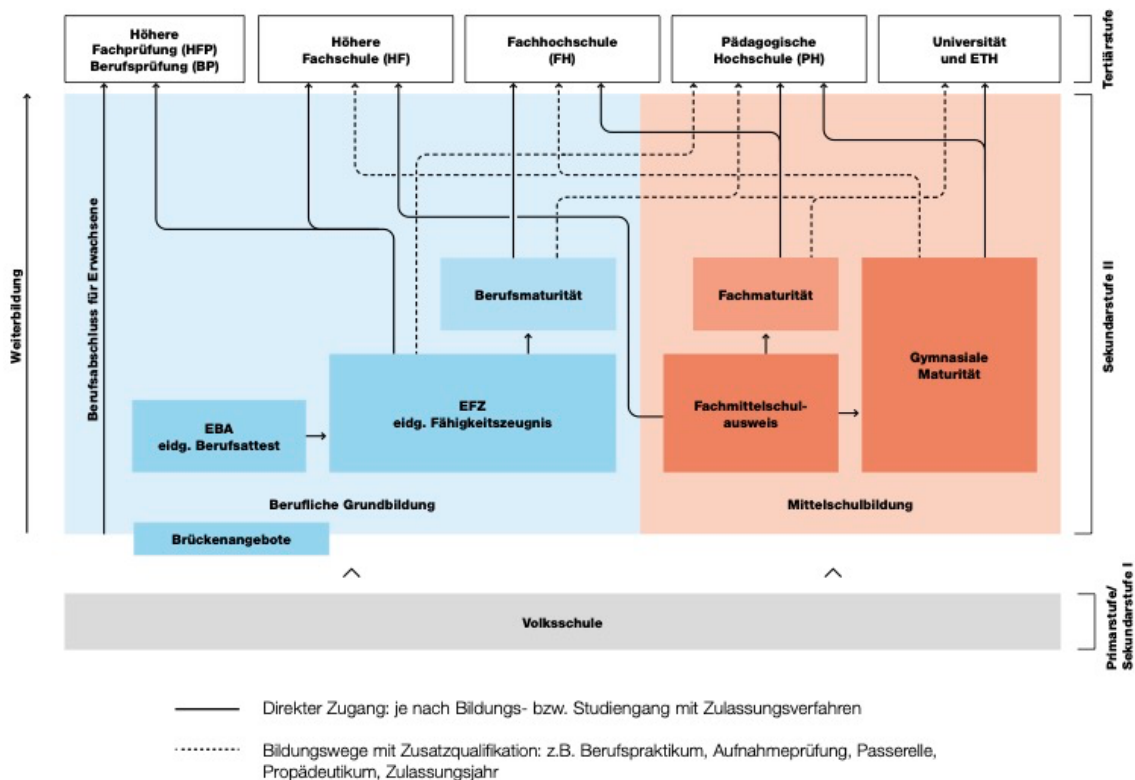 Höhere
Fachprüfung (HFP)
Berufsprüfung (BP)
Höhere
Fachschule (HF)
Fachhochschule
(FH)
Pädagogische
Hochschule (PH)
Universität
und ETH
Tertiärstufe
Weiterbildung
Berufsabschluss für Erwachsene
Sekundarstufe II
Berufsmaturität
Fachmaturität
Gymnasiale
Maturität
EFZ
eidg. Fähigkeitszeugnis
Fachmittelschul-
ausweis
EBA
eidg. Berufsattest
Berufliche Grundbildung
Mittelschulbildung
Brückenangebote
Volksschule
Primarstufe/
Sekundarstufe I
Direkter Zugang: je nach Bildungs- bzw. Studiengang mit Zulassungsverfahren
Bildungswege mit Zusatzqualifikation: z.B. Berufspraktikum, Aufnahmeprüfung, Passerelle,
Propädeutikum, Zulassungsjahr